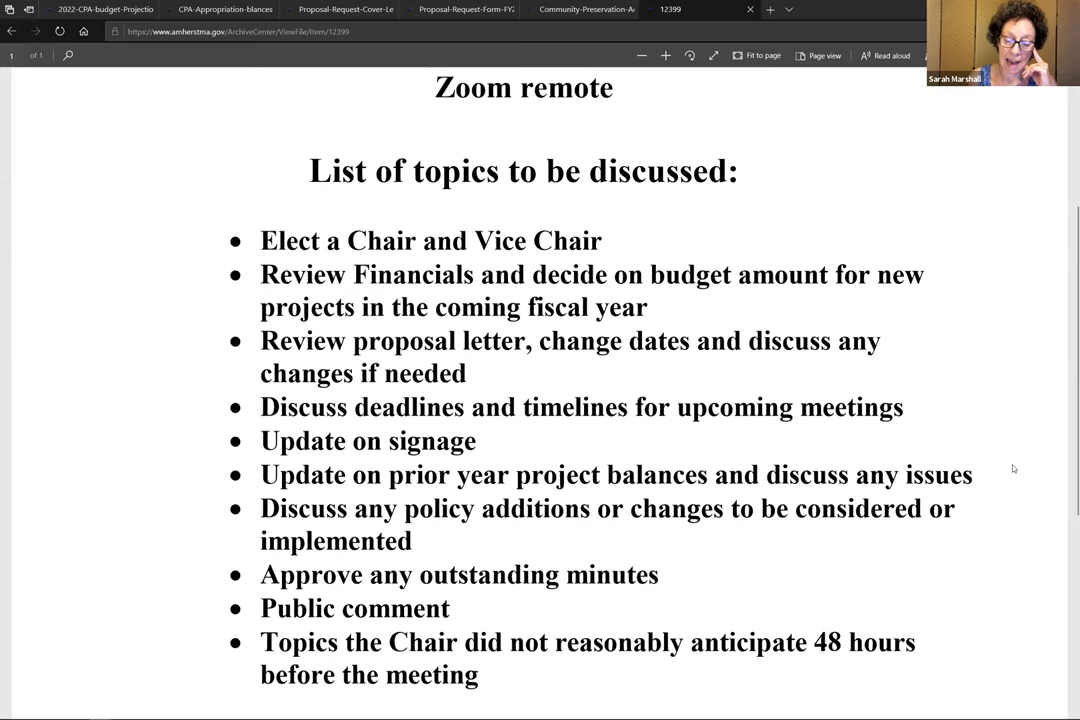 2022-CPA-budget-Projectio
CPA-Appropriation-blances
Proposal-Request-Cover-Le
Proposal-Request-Form-FY2
Community-Preservation-A
12399
https://www.amherstma.gov/ArchiveCenter/ViewFile/Item/12399
1 of 1
Fit to page
Page view
Read aloud
Sarah Marshall
Zoom remote
List of topics to be discussed:
• Elect a Chair and Vice Chair
• Review Financials and decide on budget amount for new
projects in the coming fiscal year
• Review proposal letter, change dates and discuss any
changes if needed
• Discuss deadlines and timelines for upcoming meetings
• Update on signage
• Update on prior year project balances and discuss any issues
• Discuss any policy additions or changes to be considered or
implemented
• Approve any outstanding minutes
• Public comment
• Topics the Chair did not reasonably anticipate 48 hours
before the meeting